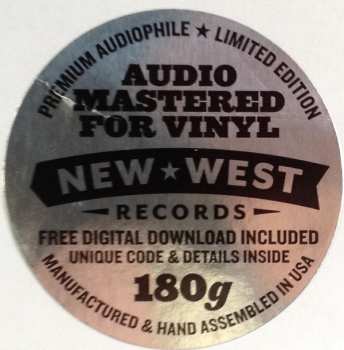 PREMIUM AUDIOPHILE ★ LIMITED EDITION
AUDIO
MASTERED
FOR VINYL
NEW ★ WEST
RECORDS
FREE DIGITAL DOWNLOAD INCLUDED
UNIQUE CODE & DETAILS INSIDE
180g
MANUFACTURED & HAND ASSEMBLED IN USA